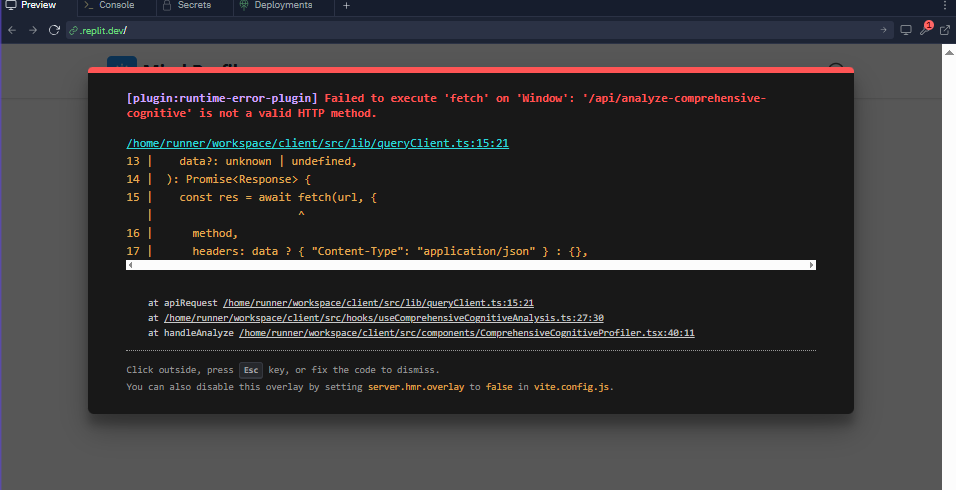 Preview
>_ Console
Secrets
Deployments
+
.replit.dev/
1
[plugin:runtime-error-plugin] Failed to execute 'fetch' on 'Window': '/api/analyze-comprehensive-
cognitive' is not a valid HTTP method.
/home/runner/workspace/client/src/lib/queryClient.ts:15:21
13 |    data?: unknown | undefined,
14 |  ): Promise<Response> {
15 |    const res = await fetch(url, {
   |                      ^
16 |      method,
17 |      headers: data ? { "Content-Type": "application/json" } : {},
at apiRequest /home/runner/workspace/client/src/lib/queryClient.ts:15:21
at /home/runner/workspace/client/src/hooks/useComprehensiveCognitiveAnalysis.ts:27:30
at handleAnalyze /home/runner/workspace/client/src/components/ComprehensiveCognitiveProfiler.tsx:40:11
Click outside, press Esc key, or fix the code to dismiss.
You can also disable this overlay by setting server.hmr.overlay to false in vite.config.js.